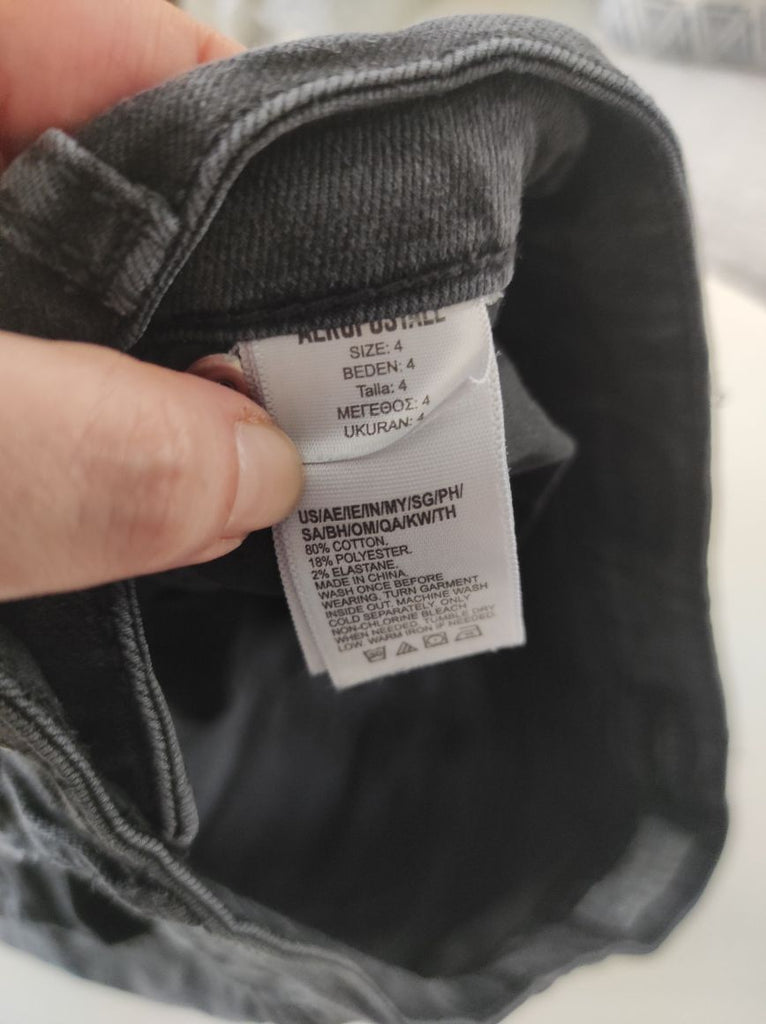 AEROPOSTALE
SIZE: 4
BEDEN: 4
Talla: 4
ΜΕΓΕΘΟΣ: 4
UKURAN: 4
US/AE/IE/IN/MY/SG/PH/
SA/BH/OM/QA/KW/TH
80% COTTON.
18% POLYESTER.
2% ELASTANE.
MADE IN CHINA.
WASH ONCE BEFORE
WEARING. TURN GARMENT
INSIDE OUT. MACHINE WASH
COLD SEPARATELY. ONLY
NON-CHLORINE BLEACH
WHEN NEEDED. TUMBLE DRY
LOW. WARM IRON IF NEEDED.